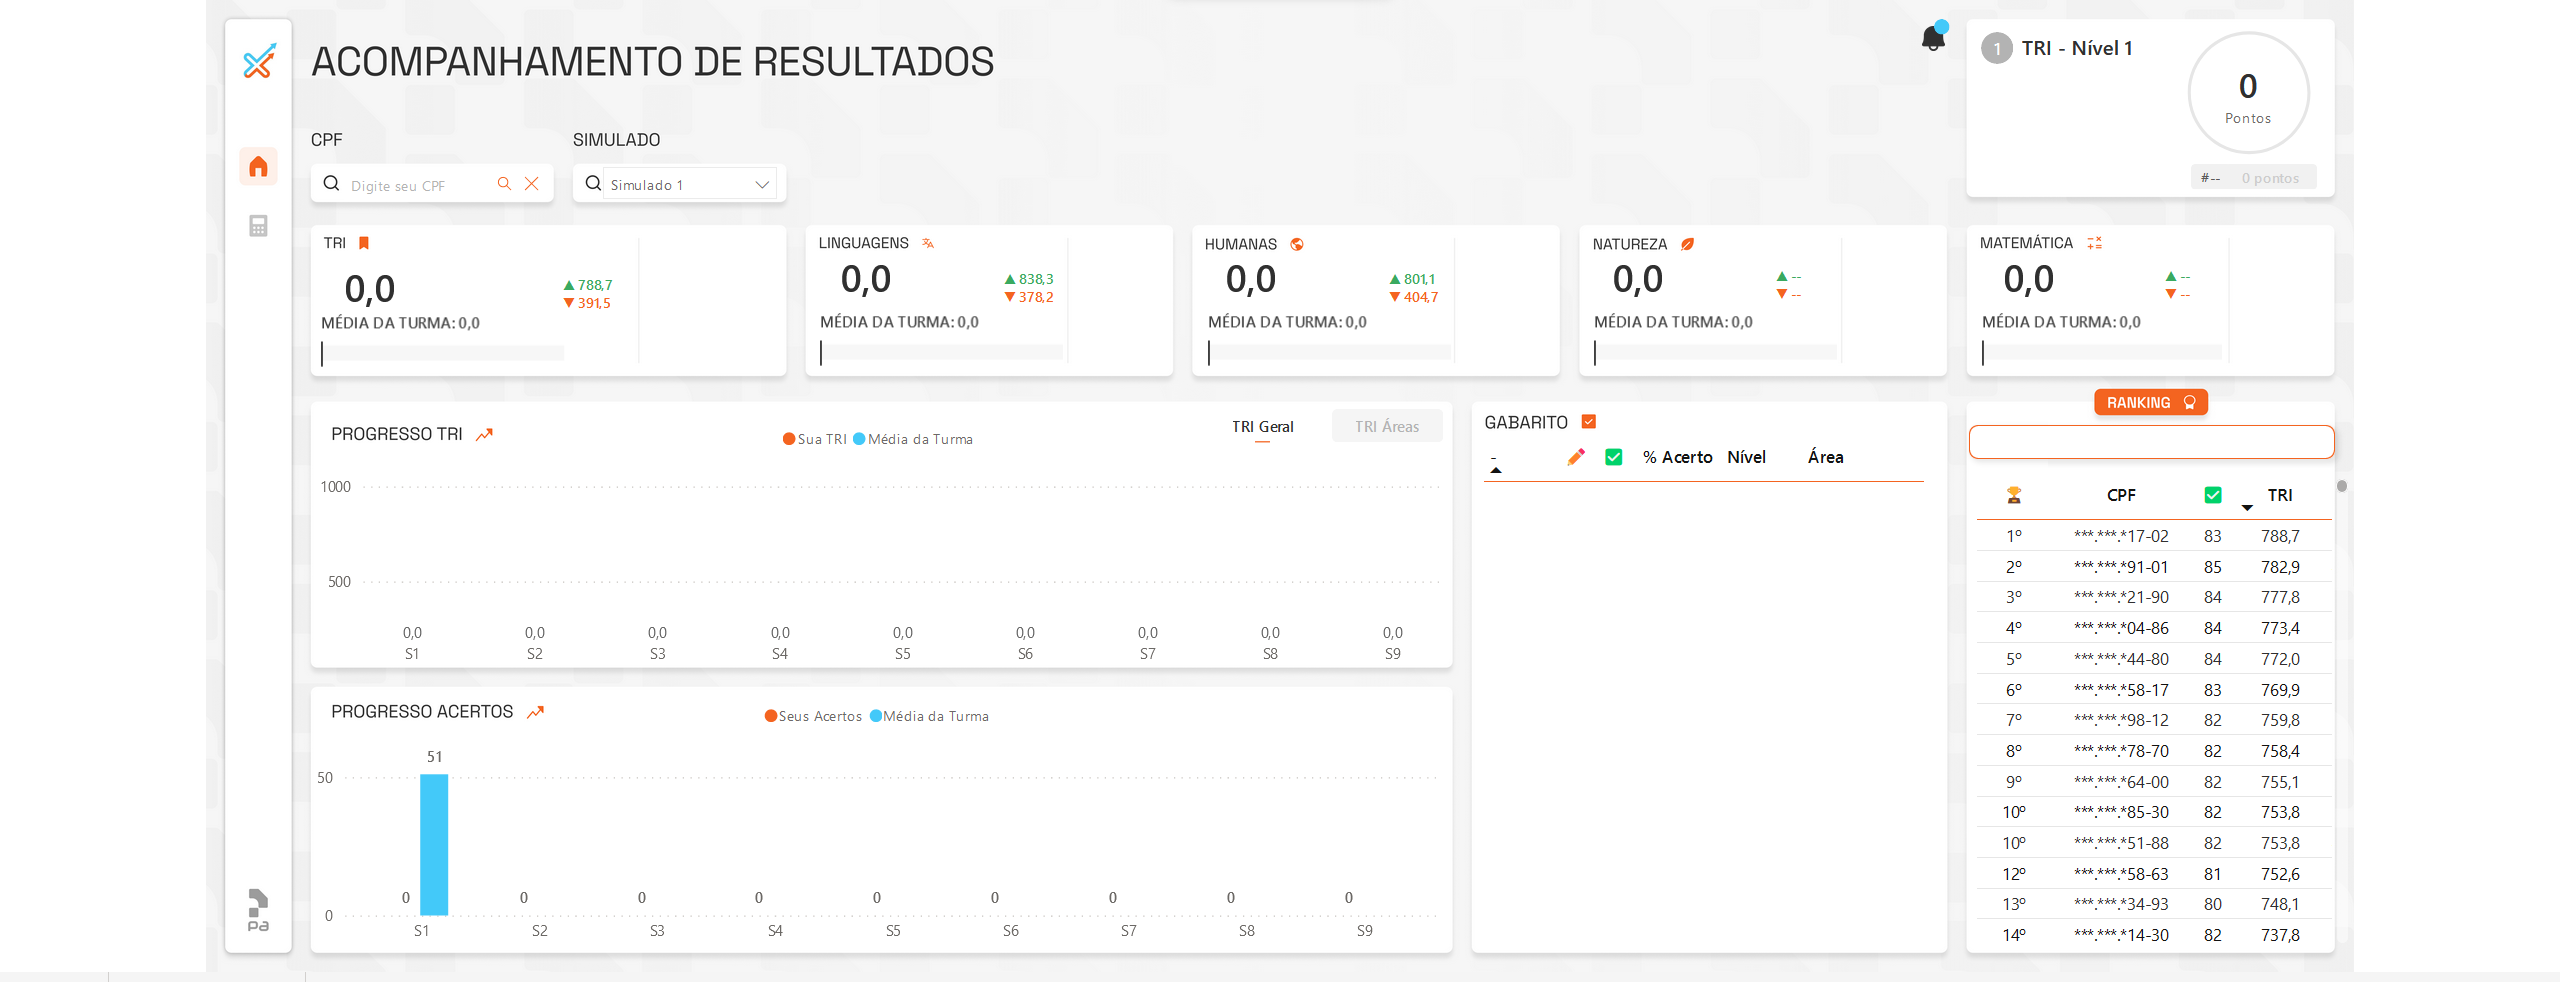 ACOMPANHAMENTO DE RESULTADOS
1 TRI - Nível 1
0
Pontos
#-- 0 pontos
CPF
SIMULADO
Digite seu CPF
Simulado 1
TRI
0,0
▲788,7
▼391,5
MÉDIA DA TURMA: 0,0
LINGUAGENS
0,0
▲838,3
▼378,2
MÉDIA DA TURMA: 0,0
HUMANAS
0,0
▲801,1
▼404,7
MÉDIA DA TURMA: 0,0
NATUREZA
0,0
▲--
▼--
MÉDIA DA TURMA: 0,0
MATEMÁTICA
0,0
▲--
▼--
MÉDIA DA TURMA: 0,0
PROGRESSO TRI
Sua TRI Média da Turma
TRI Geral TRI Áreas
1000
500
0,0 0,0 0,0 0,0 0,0 0,0 0,0 0,0 0,0
S1 S2 S3 S4 S5 S6 S7 S8 S9
PROGRESSO ACERTOS
Seus Acertos Média da Turma
51
50
0 0 0 0 0 0 0 0 0
0
S1 S2 S3 S4 S5 S6 S7 S8 S9
GABARITO
- % Acerto Nível Área
RANKING
CPF TRI
1º ***.***.*17-02 83 788,7
2º ***.***.*91-01 85 782,9
3º ***.***.*21-90 84 777,8
4º ***.***.*04-86 84 773,4
5º ***.***.*44-80 84 772,0
6º ***.***.*58-17 83 769,9
7º ***.***.*98-12 82 759,8
8º ***.***.*78-70 82 758,4
9º ***.***.*64-00 82 755,1
10º ***.***.*85-30 82 753,8
10º ***.***.*51-88 82 753,8
12º ***.***.*58-63 81 752,6
13º ***.***.*34-93 80 748,1
14º ***.***.*14-30 82 737,8
pa